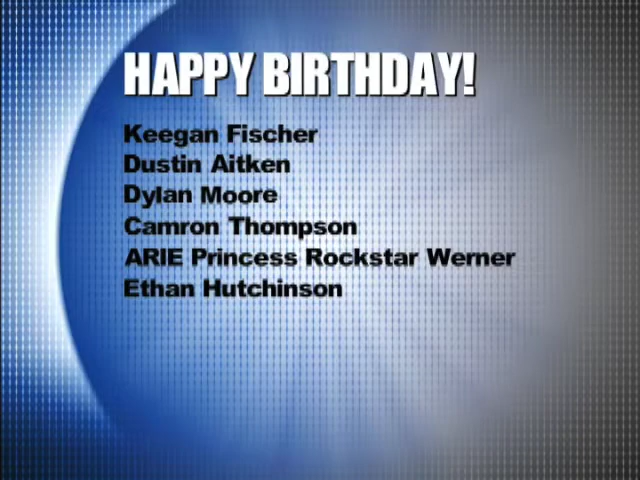 HAPPY BIRTHDAY!
Keegan Fischer
Dustin Aitken
Dylan Moore
Camron Thompson
ARIE Princess Rockstar Werner
Ethan Hutchinson